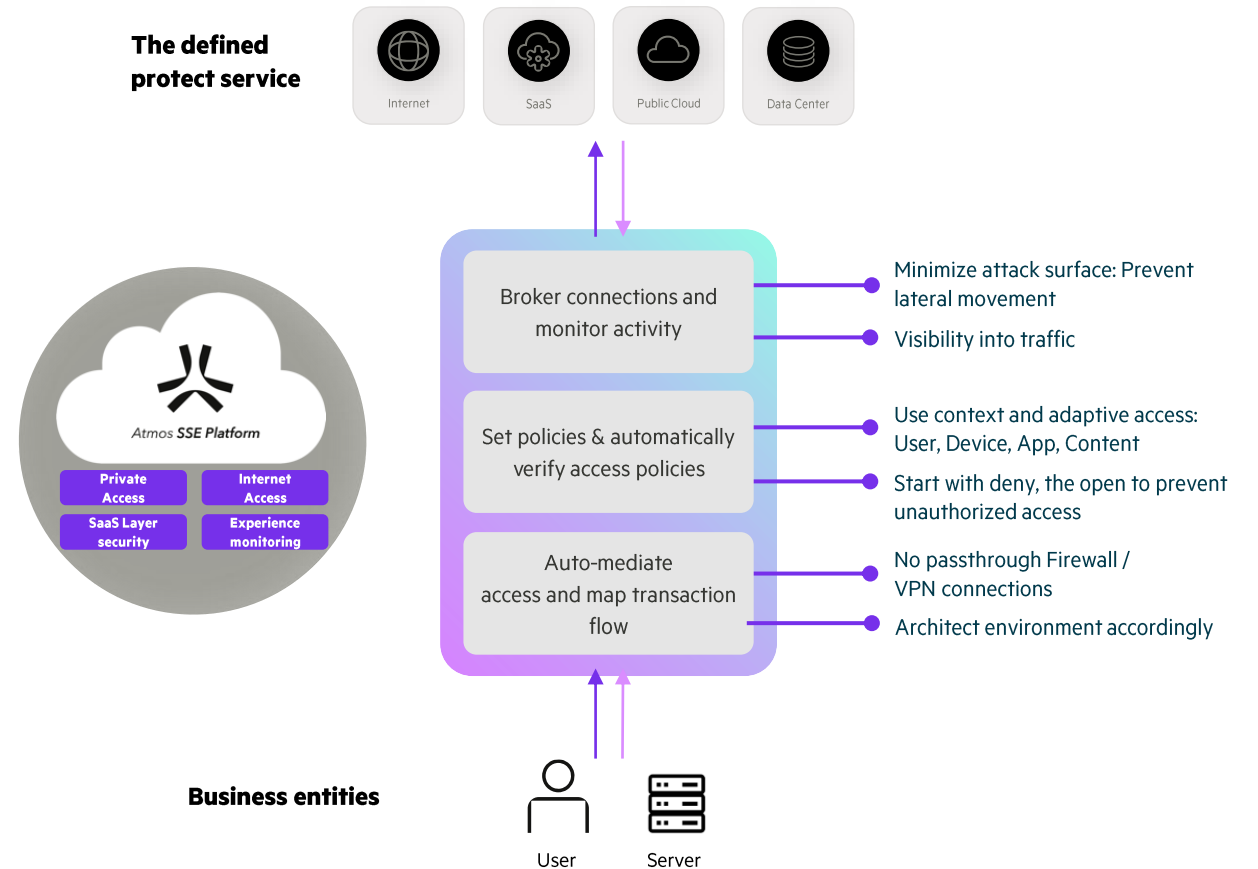 The defined
protect service
Internet
SaaS
Public Cloud
Data Center
Broker connections and
monitor activity
Minimize attack surface: Prevent
lateral movement
Visibility into traffic
Atmos SSE Platform
Private
Access
Internet
Access
SaaS Layer
security
Experience
monitoring
Set policies & automatically
verify access policies
Use context and adaptive access:
User, Device, App, Content
Start with deny, the open to prevent
unauthorized access
Auto-mediate
access and map transaction
flow
No passthrough Firewall /
VPN connections
Architect environment accordingly
Business entities
User
Server